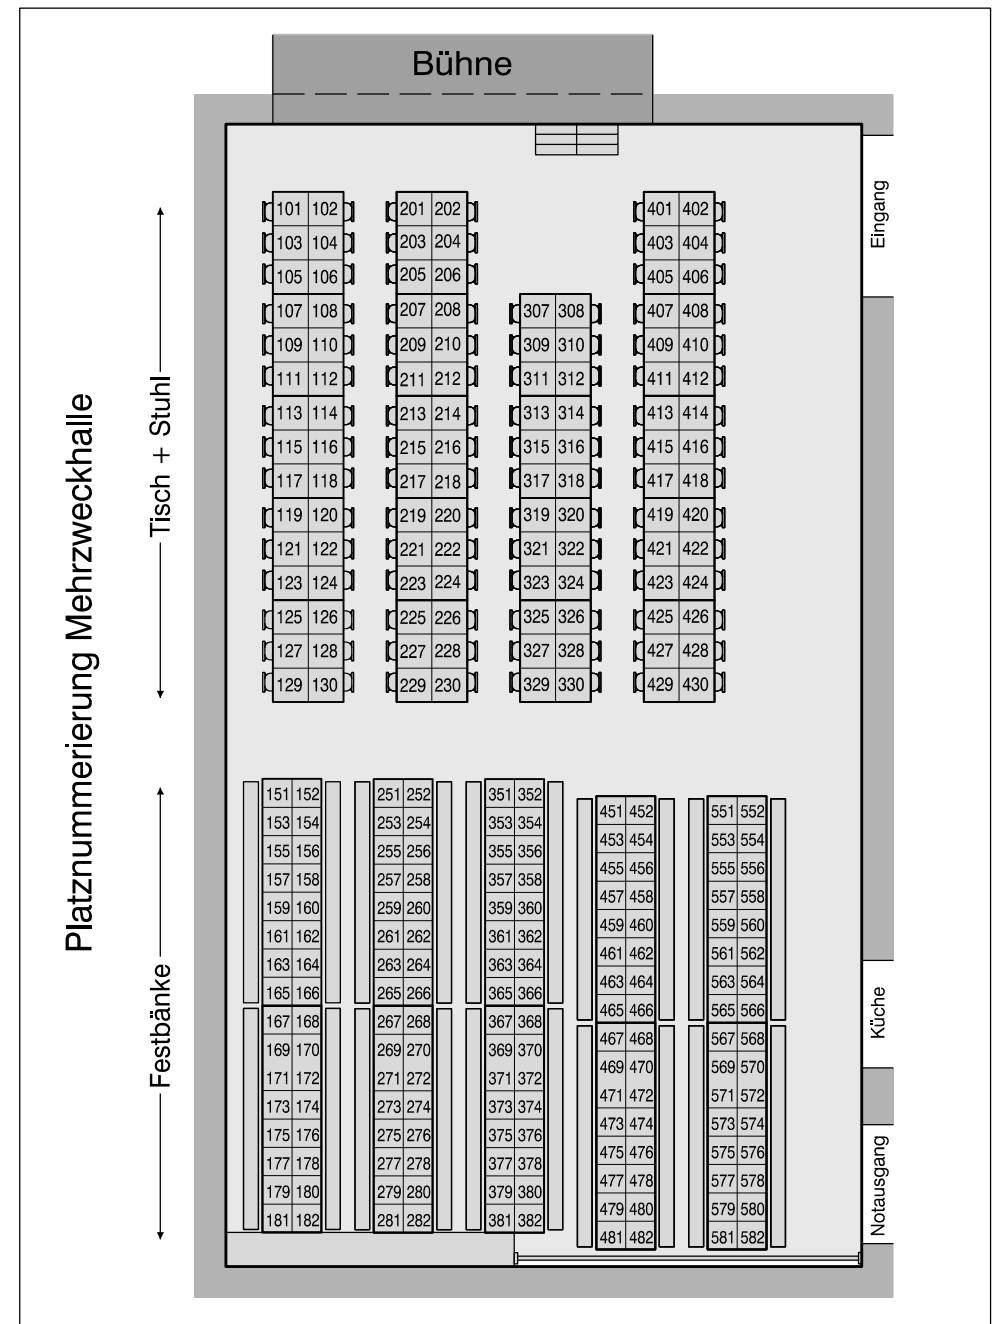 Bühne
Eingang
Platznummerierung Mehrzweckhalle
Tisch + Stuhl
101 102 201 202 401 402
103 104 203 204 403 404
105 106 205 206 405 406
107 108 207 208 307 308 407 408
109 110 209 210 309 310 409 410
111 112 211 212 311 312 411 412
113 114 213 214 313 314 413 414
115 116 215 216 315 316 415 416
117 118 217 218 317 318 417 418
119 120 219 220 319 320 419 420
121 122 221 222 321 322 421 422
123 124 223 224 323 324 423 424
125 126 225 226 325 326 425 426
127 128 227 228 327 328 427 428
129 130 229 230 329 330 429 430
Festbänke
151 152 251 252 351 352 451 452 551 552
153 154 253 254 353 354 453 454 553 554
155 156 255 256 355 356 455 456 555 556
157 158 257 258 357 358 457 458 557 558
159 160 259 260 359 360 459 460 559 560
161 162 261 262 361 362 461 462 561 562
163 164 263 264 363 364 463 464 563 564
165 166 265 266 365 366 465 466 565 566
167 168 267 268 367 368 467 468 567 568
169 170 269 270 369 370 469 470 569 570
171 172 271 272 371 372 471 472 571 572
173 174 273 274 373 374 473 474 573 574
175 176 275 276 375 376 475 476 575 576
177 178 277 278 377 378 477 478 577 578
179 180 279 280 379 380 479 480 579 580
181 182 281 282 381 382 481 482 581 582
Küche
Notausgang